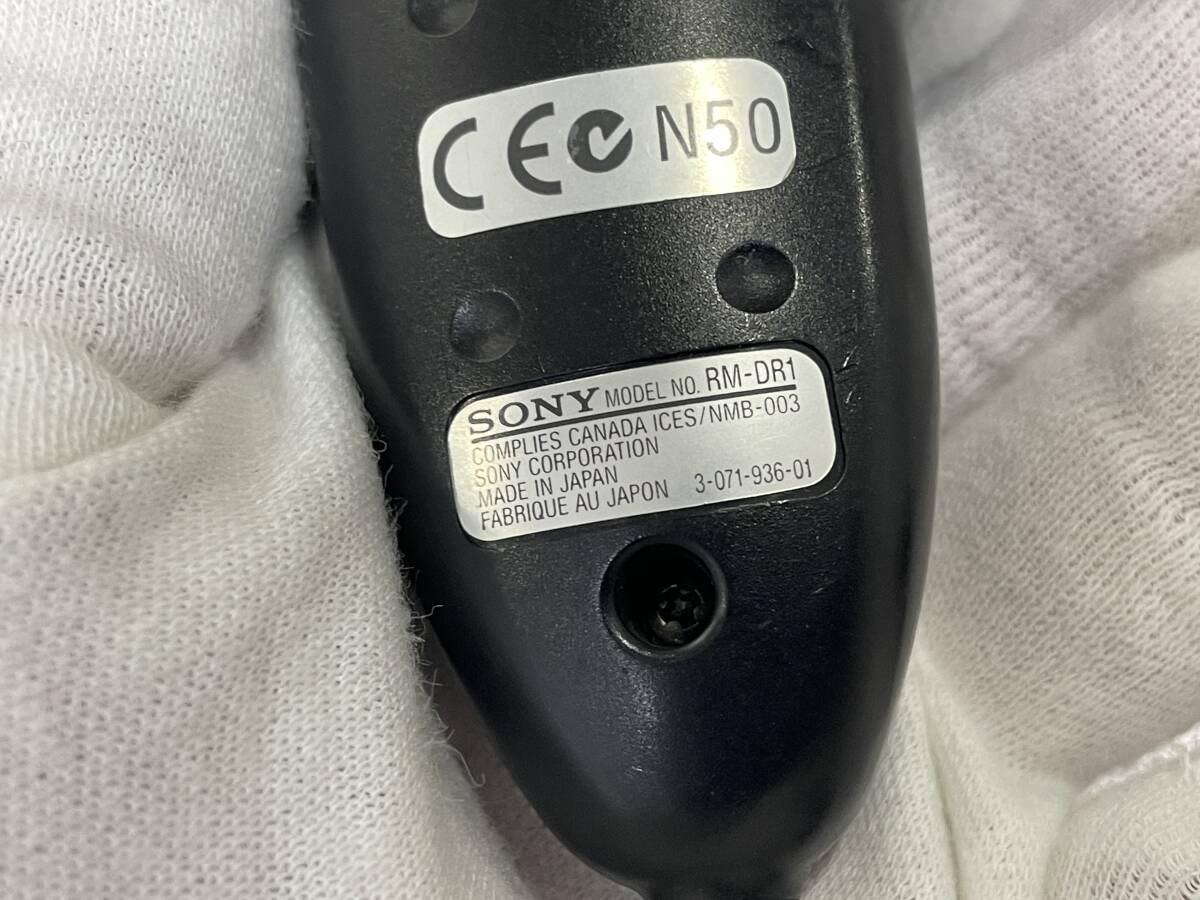 CE N50
SONY MODEL NO. RM-DR1
COMPLIES CANADA ICES/NMB-003
SONY CORPORATION
MADE IN JAPAN
FABRIQUE AU JAPON 3-071-936-01